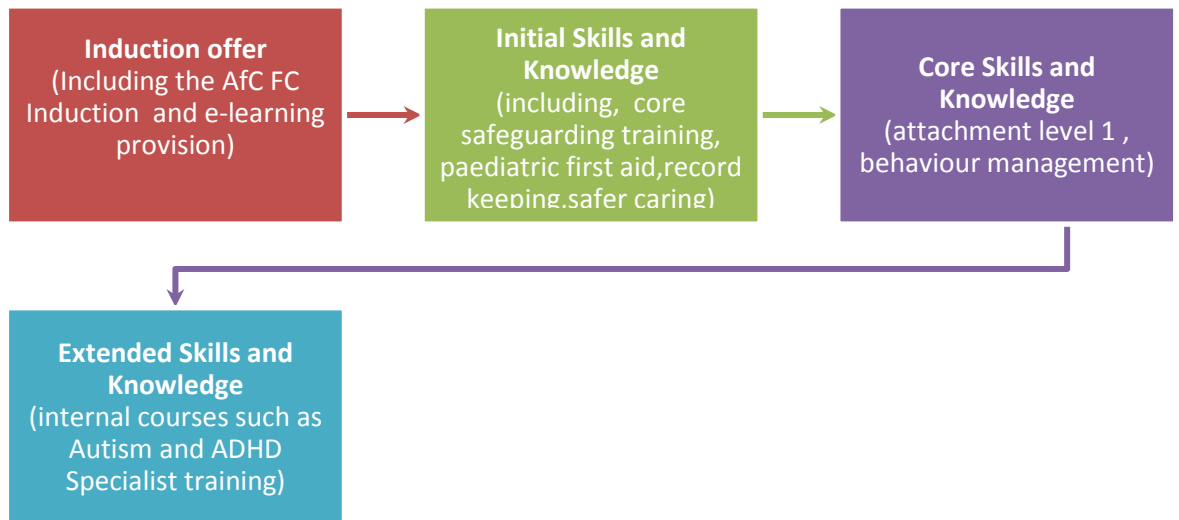 Induction offer
(Including the AfC FC
Induction and e-learning
provision)
Initial Skills and
Knowledge
(including, core
safeguarding training,
paediatric first aid,record
keeping.safer caring)
Core Skills and
Knowledge
(attachment level 1 ,
behaviour management)
Extended Skills and
Knowledge
(internal courses such as
Autism and ADHD
Specialist training)